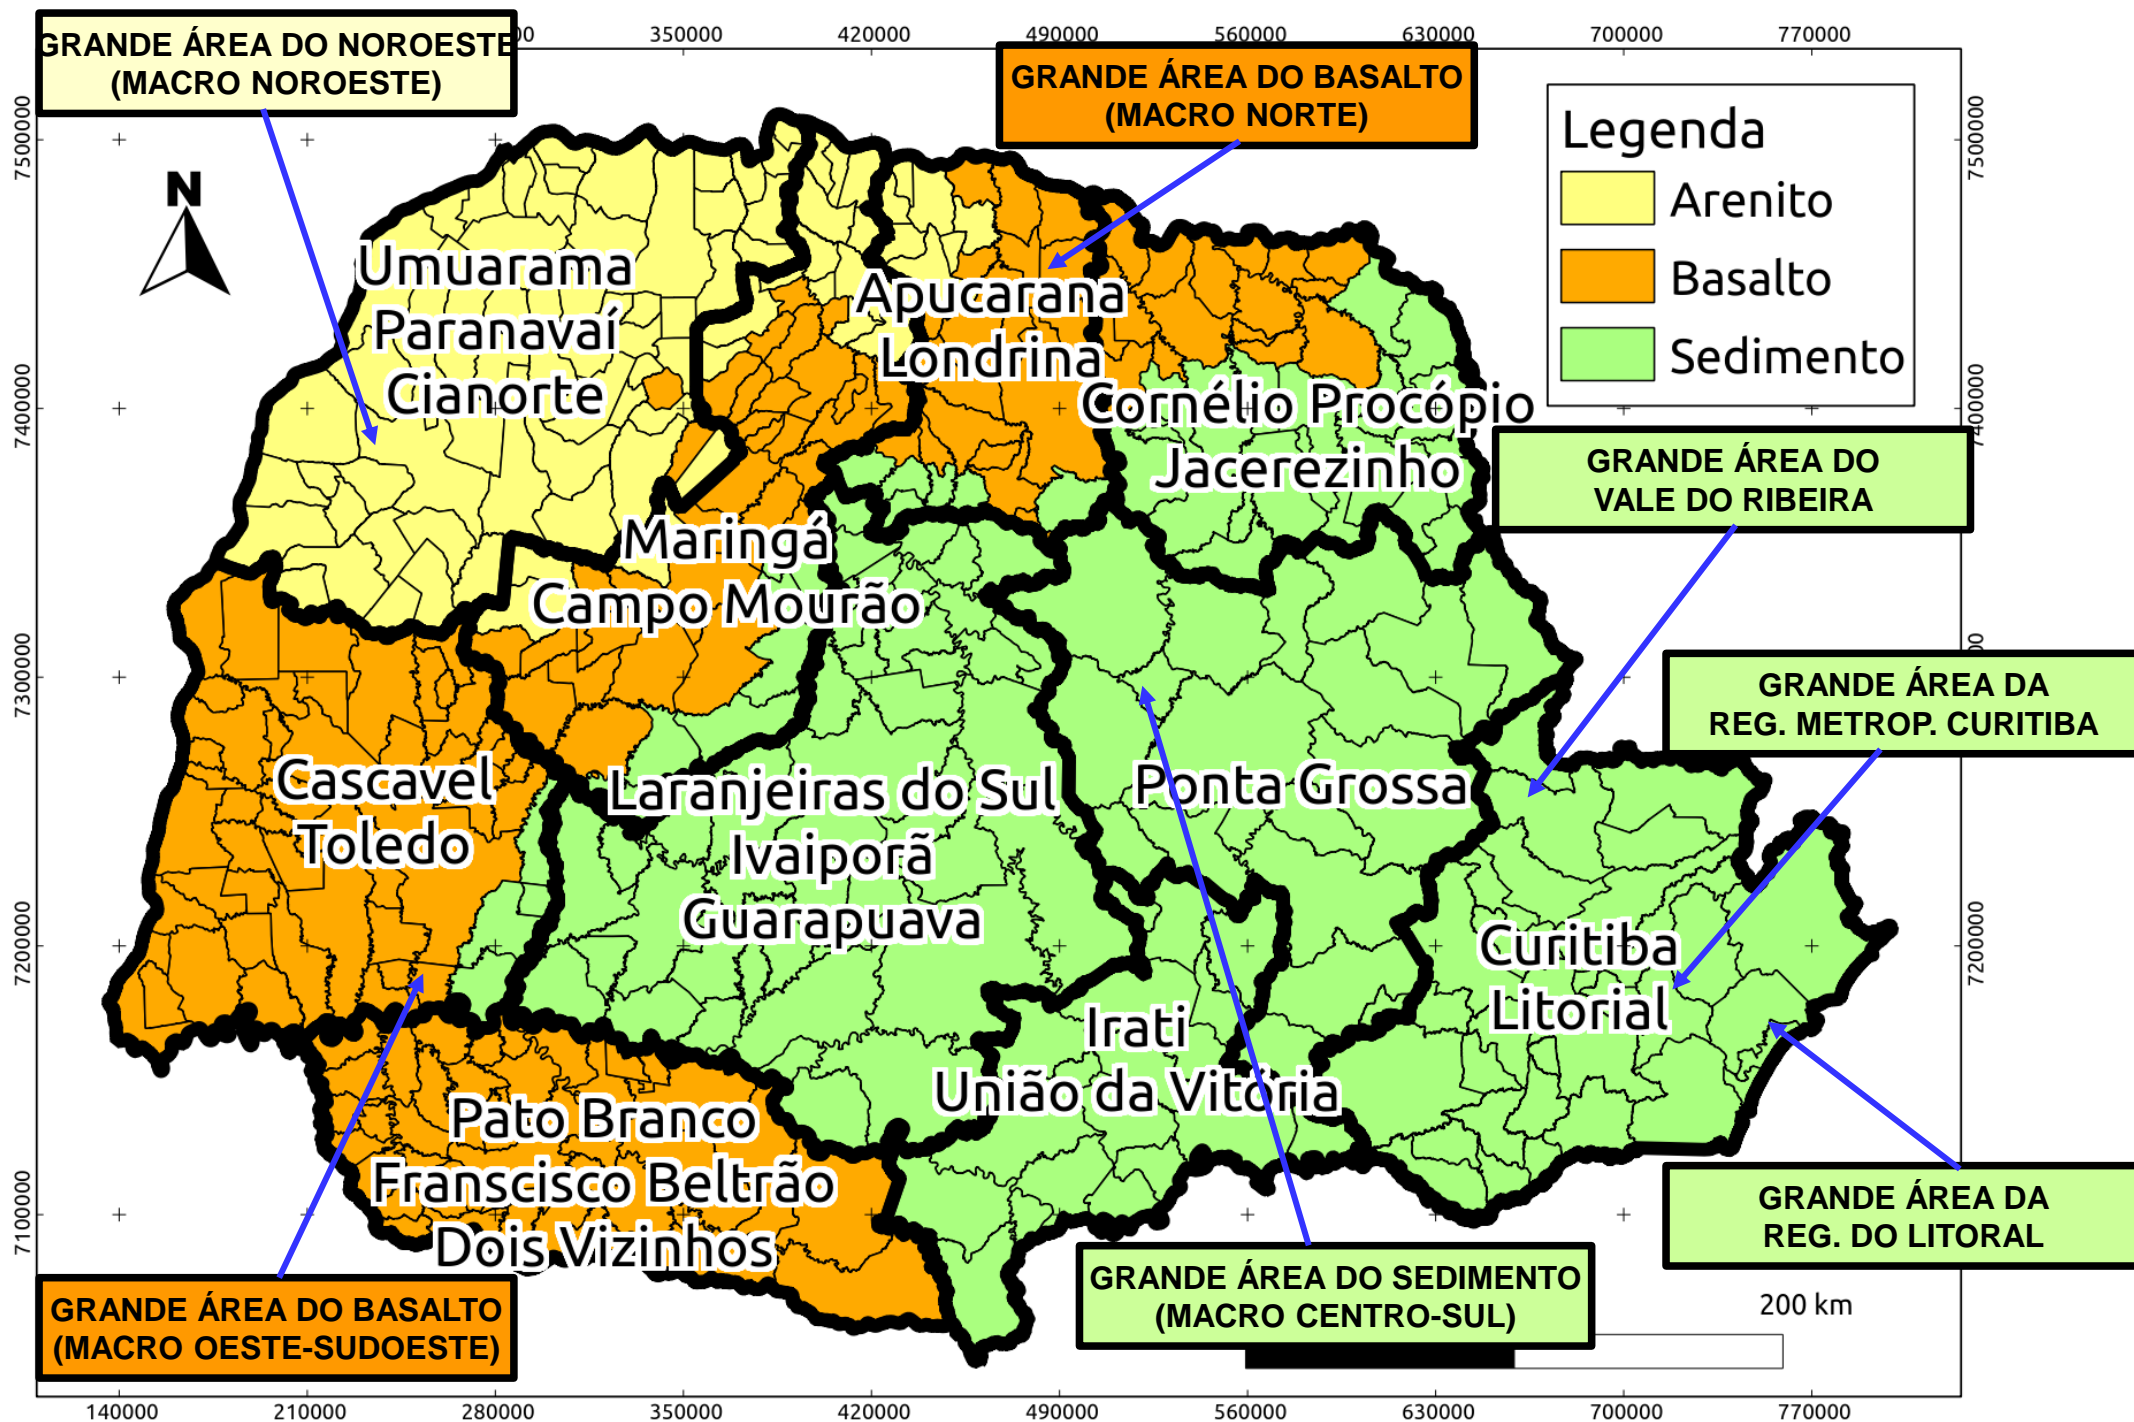 GRANDE ÁREA DO NOROESTE
(MACRO NOROESTE)
350000
420000
490000
560000
630000
700000
770000
GRANDE ÁREA DO BASALTO
(MACRO NORTE)
Legenda
Arenito
Basalto
Sedimento
N
7500000
7500000
7400000
7400000
7300000
7200000
7200000
7100000
Umuarama
Paranavaí
Cianorte
Apucarana
Londrina
Cornélio Procópio
Jacerezinho
GRANDE ÁREA DO
VALE DO RIBEIRA
Maringá
Campo Mourão
GRANDE ÁREA DA
REG. METROP. CURITIBA
Cascavel
Toledo
Laranjeiras do Sul
Ivaiporã
Guarapuava
Ponta Grossa
Curitiba
Litorial
Irati
União da Vitória
Pato Branco
Franscisco Beltrão
Dois Vizinhos
GRANDE ÁREA DA
REG. DO LITORAL
GRANDE ÁREA DO BASALTO
(MACRO OESTE-SUDOESTE)
GRANDE ÁREA DO SEDIMENTO
(MACRO CENTRO-SUL)
200 km
140000
210000
280000
350000
420000
490000
560000
630000
700000
770000